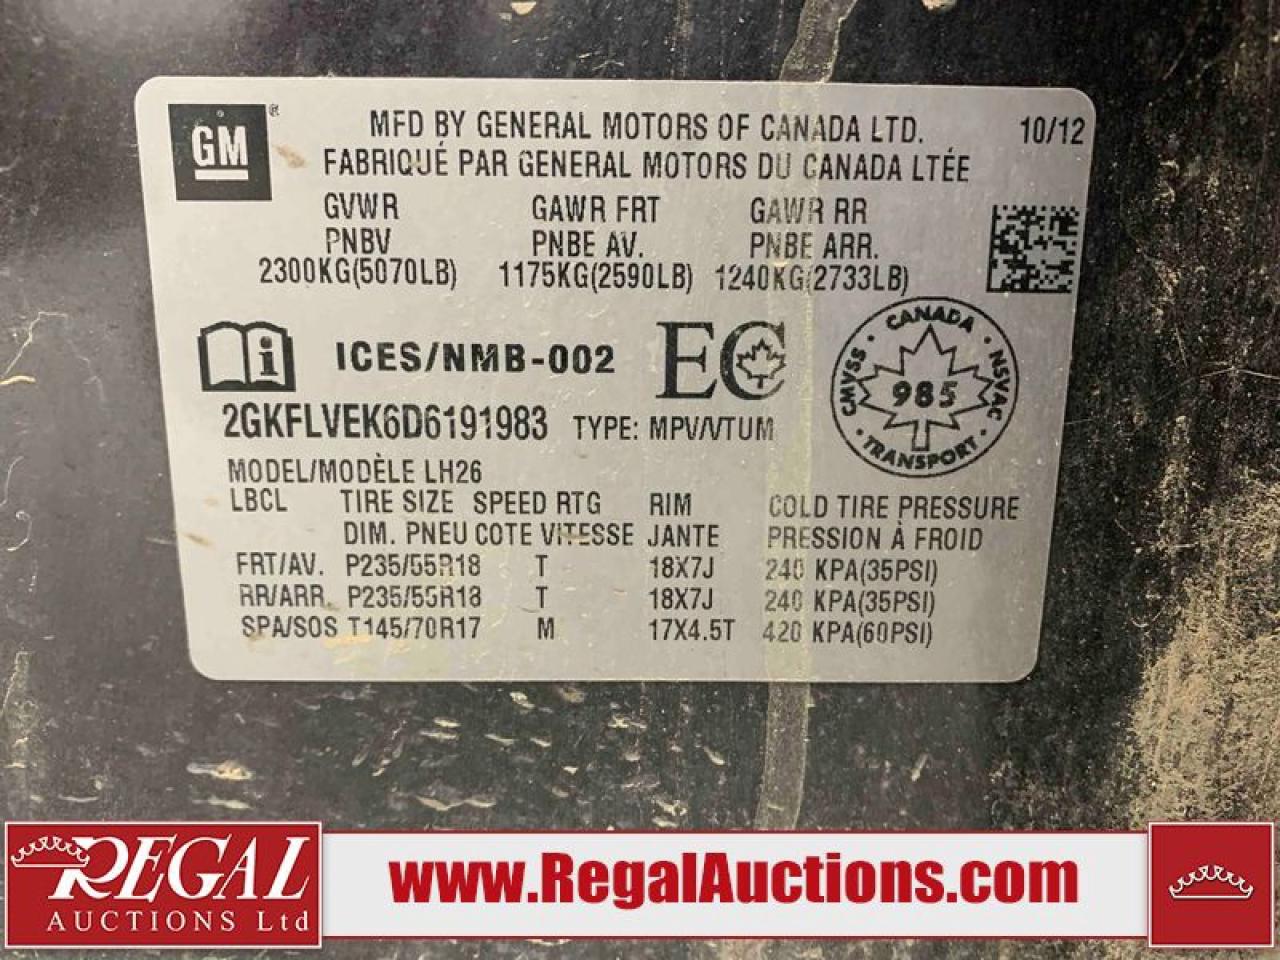 GM ®
MFD BY GENERAL MOTORS OF CANADA LTD. 10/12
FABRIQUÉ PAR GENERAL MOTORS DU CANADA LTÉE
GVWR GAWR FRT GAWR RR
PNBV PNBE AV. PNBE ARR.
2300KG(5070LB) 1175KG(2590LB) 1240KG(2733LB)
i ICES/NMB-002 EC
CANADA
CMVSS 985 NSVAC
TRANSPORT
2GKFLVEK6D6191983 TYPE: MPV/VTUM
MODEL/MODÈLE LH26
LBCL TIRE SIZE SPEED RTG RIM COLD TIRE PRESSURE
DIM. PNEU COTE VITESSE JANTE PRESSION À FROID
FRT/AV. P235/55R18 T 18X7J 240 KPA(35PSI)
RR/ARR P235/55R18 T 18X7J 240 KPA(35PSI)
SPA/SOS T145/70R17 M 17X4.5T 420 KPA(60PSI)
REGAL
AUCTIONS Ltd
www.RegalAuctions.com